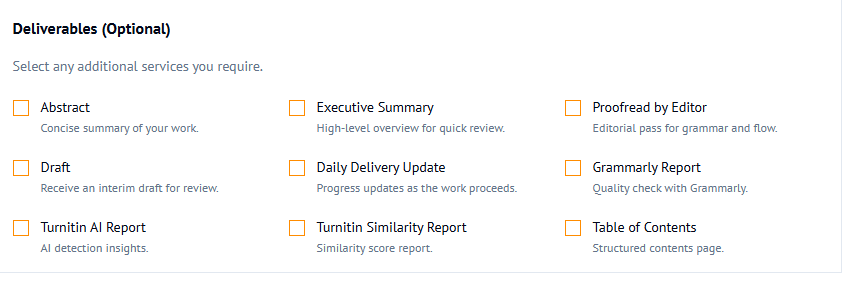 Deliverables (Optional)
Select any additional services you require.
Abstract
Concise summary of your work.
Executive Summary
High-level overview for quick review.
Proofread by Editor
Editorial pass for grammar and flow.
Draft
Receive an interim draft for review.
Daily Delivery Update
Progress updates as the work proceeds.
Grammarly Report
Quality check with Grammarly.
Turnitin AI Report
AI detection insights.
Turnitin Similarity Report
Similarity score report.
Table of Contents
Structured contents page.